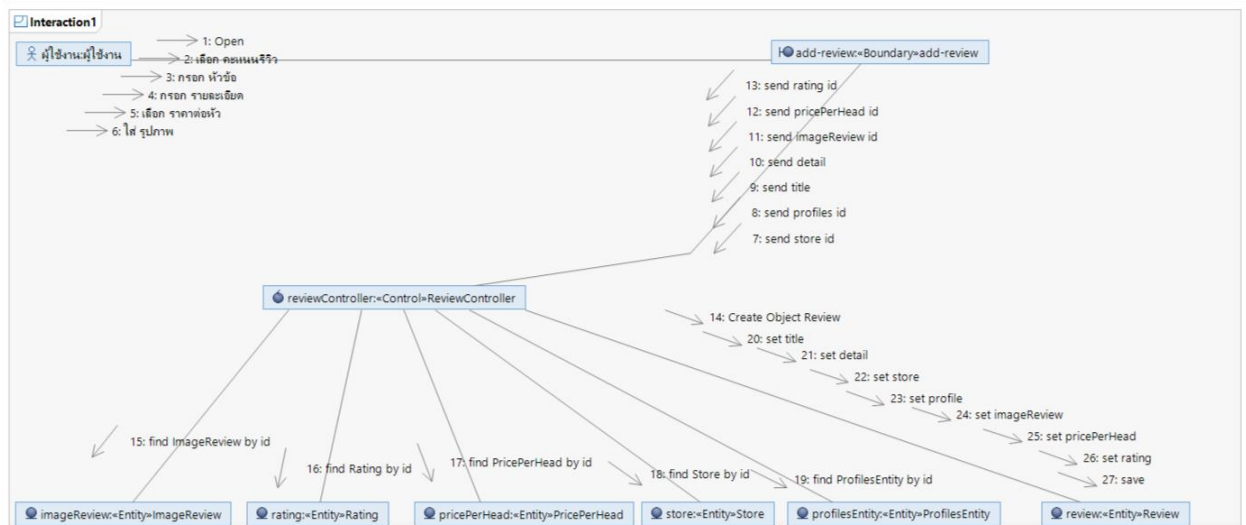 Interaction1
ผู้ใช้งาน:ผู้ใช้งาน
1: Open
2: เลือก คะแนนรีวิว
3: กรอก หัวข้อ
4: กรอก รายละเอียด
5: เลือก ราคาต่อหัว
6: ใส่ รูปภาพ
add-review:«Boundary»add-review
13: send rating id
12: send pricePerHead id
11: send imageReview id
10: send detail
9: send title
8: send profiles id
7: send store id
reviewController:«Control»ReviewController
14: Create Object Review
20: set title
21: set detail
22: set store
23: set profile
24: set imageReview
25: set pricePerHead
26: set rating
27: save
15: find ImageReview by id
16: find Rating by id
17: find PricePerHead by id
18: find Store by id
19: find ProfilesEntity by id
imageReview:«Entity»ImageReview
rating:«Entity»Rating
pricePerHead:«Entity»PricePerHead
store:«Entity»Store
profilesEntity:«Entity»ProfilesEntity
review:«Entity»Review